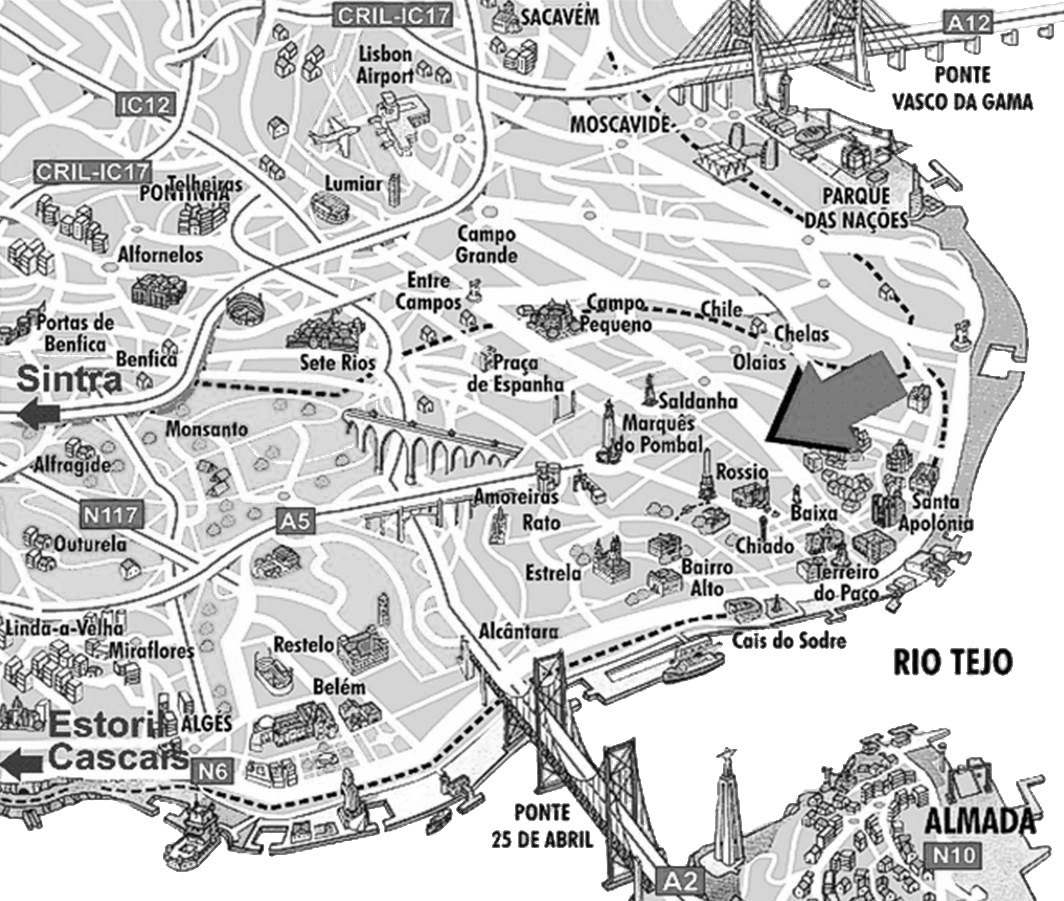 CRIL-IC17
SACAVÉM
A12
Lisbon
Airport
PONTE
VASCO DA GAMA
IC12
MOSCAVIDE
CRIL-IC17
PONTINHA
Telheiras
Lumiar
PARQUE
DAS NAÇÕES
Campo
Grande
Alfornelos
Entre
Campos
Campo
Pequeno
Chile
Chelas
Portas de
Benfica
Benfica
Sete Rios
Praça
de Espanha
Olaias
Sintra
Saldanha
Marquês
do Pombal
Monsanto
Alfragide
Rossio
Amoreiras
Santa
Apolónia
N117
A5
Rato
Baixa
Outurela
Chiado
Estrela
Bairro
Alto
Terreiro
do Paço
Linda-a-Velha
Miraflores
Restelo
Alcântara
Cais do Sodre
RIO TEJO
Belém
Estoril
Cascais
ALGÉS
N6
PONTE
25 DE ABRIL
ALMADA
N10
A2